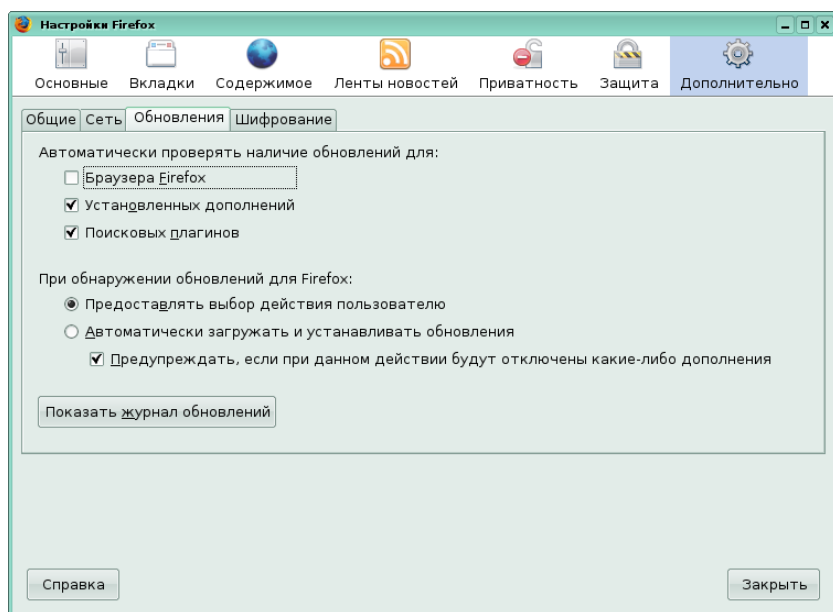 Настройки Firefox
Основные Вкладки Содержимое Ленты новостей Приватность Защита Дополнительно
Общие Сеть Обновления Шифрование
Автоматически проверять наличие обновлений для:
Браузера Firefox
Установленных дополнений
Поисковых плагинов
При обнаружении обновлений для Firefox:
Предоставлять выбор действия пользователю
Автоматически загружать и устанавливать обновления
Предупреждать, если при данном действии будут отключены какие-либо дополнения
Показать журнал обновлений
Справка Закрыть